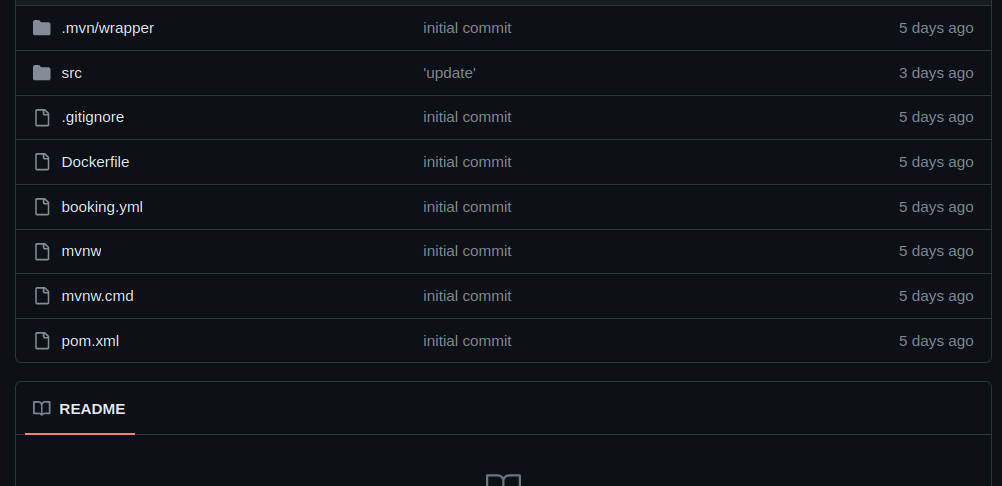 .mvn/wrapper initial commit 5 days ago
src 'update' 3 days ago
.gitignore initial commit 5 days ago
Dockerfile initial commit 5 days ago
booking.yml initial commit 5 days ago
mvnw initial commit 5 days ago
mvnw.cmd initial commit 5 days ago
pom.xml initial commit 5 days ago
README